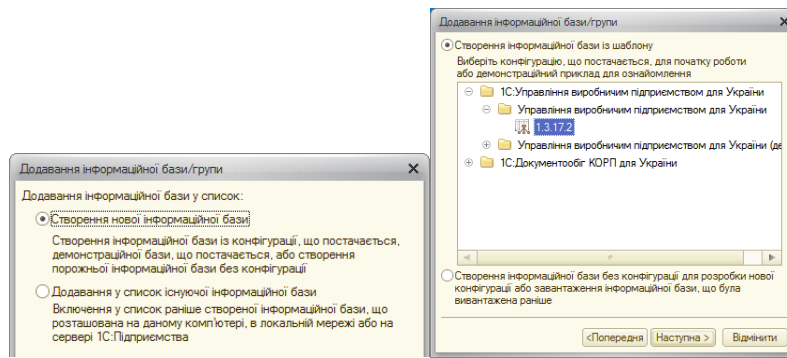 Додавання інформаційної бази/групи
Додавання інформаційної бази у список:
Створення нової інформаційної бази
Створення інформаційної бази із конфігурації, що постачається,
демонстраційної бази, що постачається, або створення
порожньої інформаційної бази без конфігурації
Додавання у список існуючої інформаційної бази
Включення у список раніше створеної інформаційної бази, що
розташована на даному комп'ютері, в локальній мережі або на
сервері 1С:Підприємства
Додавання інформаційної бази/групи
Створення інформаційної бази із шаблону
Виберіть конфігурацію, що постачається, для початку роботи
або демонстраційний приклад для ознайомлення
1С:Управління виробничим підприємством для України
Управління виробничим підприємством для України
1.3.17.2
Управління виробничим підприємством для України (де
1С:Документообіг КОРП для України
Створення інформаційної бази без конфігурації для розробки нової
конфігурації або завантаження інформаційної бази, що була
вивантажена раніше
<Попередня
Наступна >
Відмінити